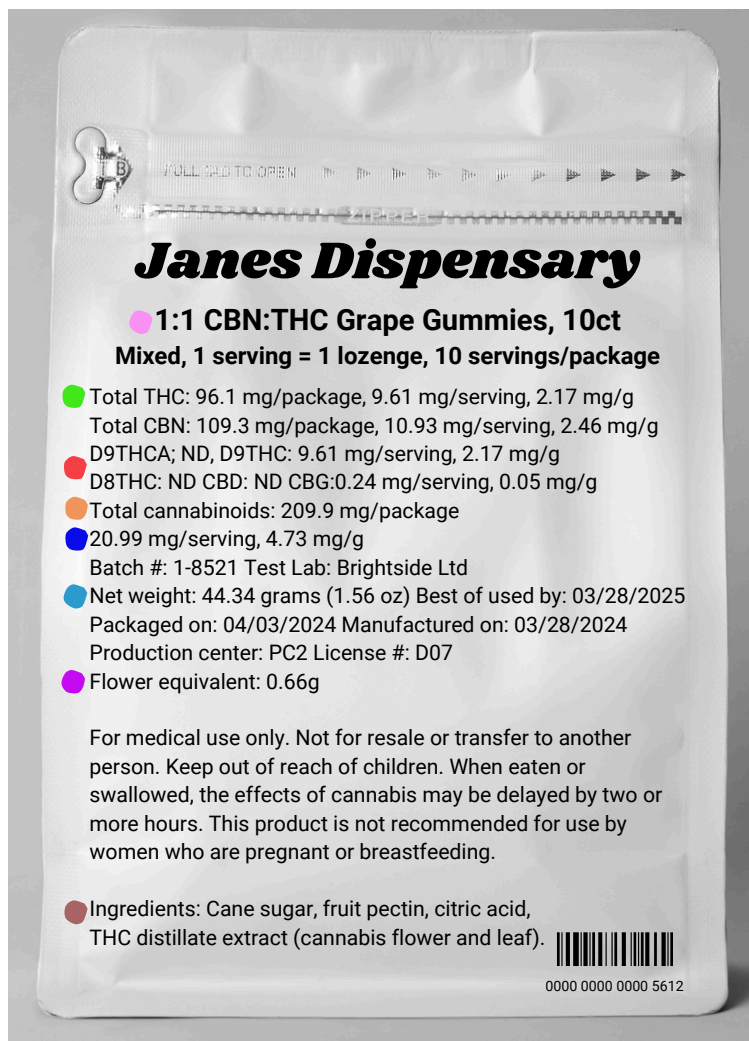 B
PULL TAB TO OPEN
ZIPPER
Janes Dispensary
1:1 CBN:THC Grape Gummies, 10ct
Mixed, 1 serving = 1 lozenge, 10 servings/package
Total THC: 96.1 mg/package, 9.61 mg/serving, 2.17 mg/g
Total CBN: 109.3 mg/package, 10.93 mg/serving, 2.46 mg/g
D9THCA; ND, D9THC: 9.61 mg/serving, 2.17 mg/g
D8THC: ND CBD: ND CBG:0.24 mg/serving, 0.05 mg/g
Total cannabinoids: 209.9 mg/package
20.99 mg/serving, 4.73 mg/g
Batch #: 1-8521 Test Lab: Brightside Ltd
Net weight: 44.34 grams (1.56 oz) Best of used by: 03/28/2025
Packaged on: 04/03/2024 Manufactured on: 03/28/2024
Production center: PC2 License #: D07
Flower equivalent: 0.66g
For medical use only. Not for resale or transfer to another
person. Keep out of reach of children. When eaten or
swallowed, the effects of cannabis may be delayed by two or
more hours. This product is not recommended for use by
women who are pregnant or breastfeeding.
Ingredients: Cane sugar, fruit pectin, citric acid,
THC distillate extract (cannabis flower and leaf).
0000 0000 0000 5612